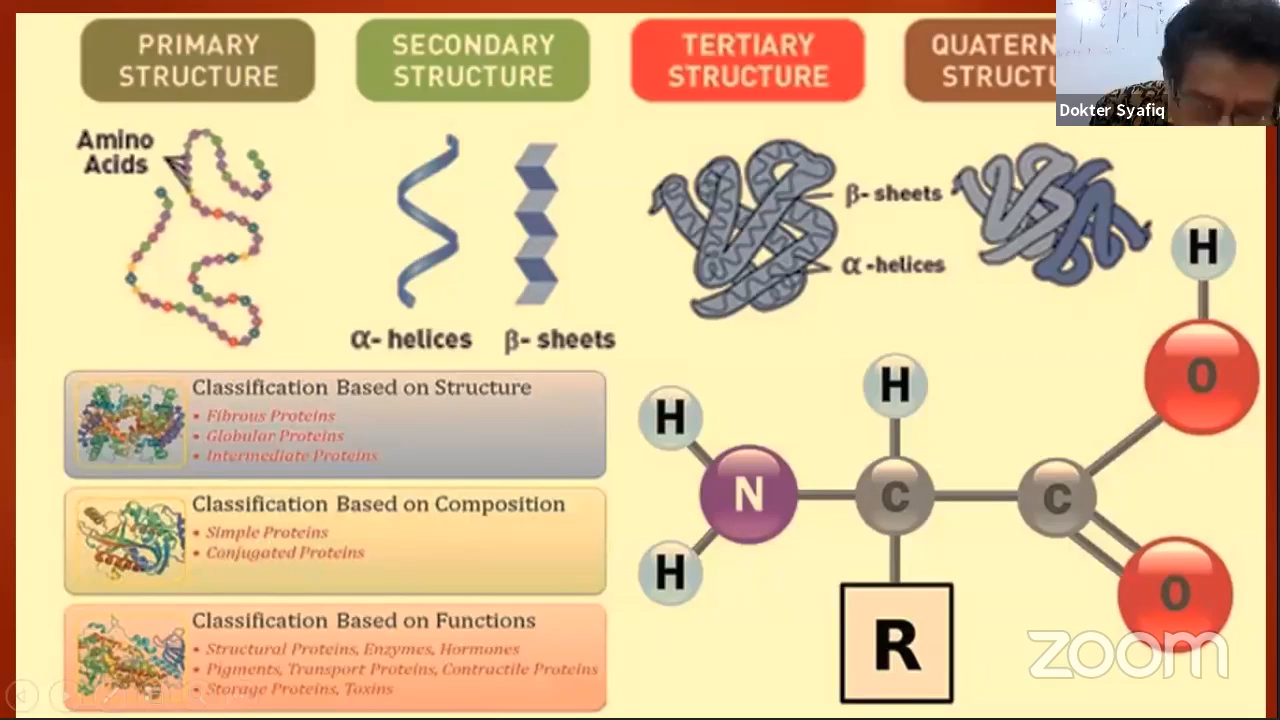 PRIMARY
STRUCTURE
SECONDARY
STRUCTURE
TERTIARY
STRUCTURE
QUATERN
STRUCTU
Dokter Syafiq
Amino
Acids
α- helices
β- sheets
β- sheets
α -helices
Classification Based on Structure
• Fibrous Proteins
• Globular Proteins
• Intermediate Proteins
Classification Based on Composition
• Simple Proteins
• Conjugated Proteins
Classification Based on Functions
• Structural Proteins, Enzymes, Hormones
• Pigments, Transport Proteins, Contractile Proteins
• Storage Proteins, Toxins
H
H
N
H
C
R
C
O
H
O
zoom